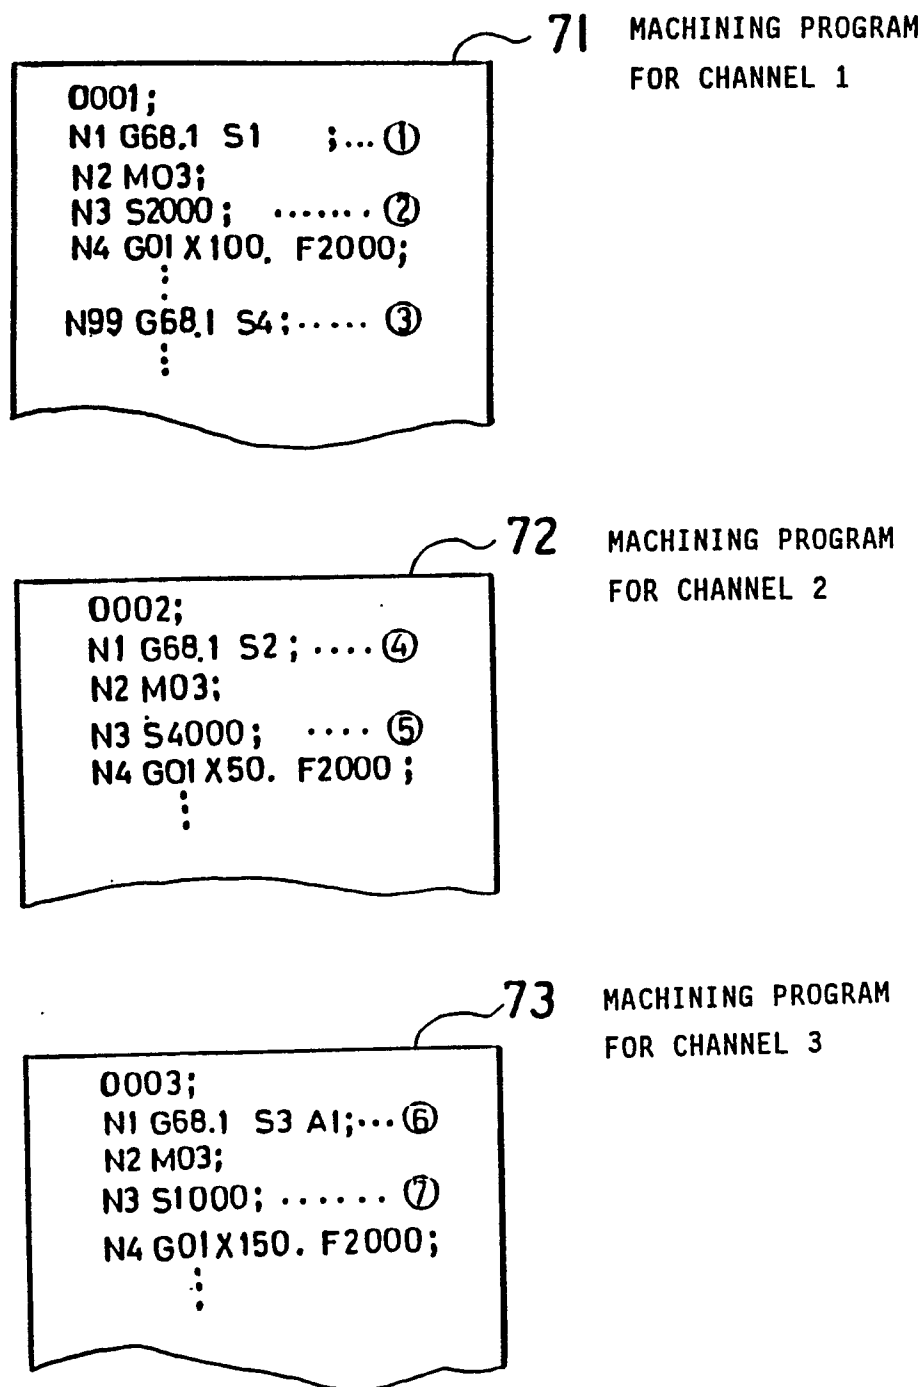 71 MACHINING PROGRAM
FOR CHANNEL 1
0001;
N1 G68.1 S1 ;... ①
N2 M03;
N3 S2000; ....... ②
N4 G01 X100. F2000;
N99 G68.1 S4; ..... ③
72 MACHINING PROGRAM
FOR CHANNEL 2
0002;
N1 G68.1 S2; .... ④
N2 M03;
N3 S4000; .... ⑤
N4 G01 X50. F2000;
73 MACHINING PROGRAM
FOR CHANNEL 3
0003;
N1 G68.1 S3 A1;... ⑥
N2 M03;
N3 S1000; ...... ⑦
N4 G01 X150. F2000;